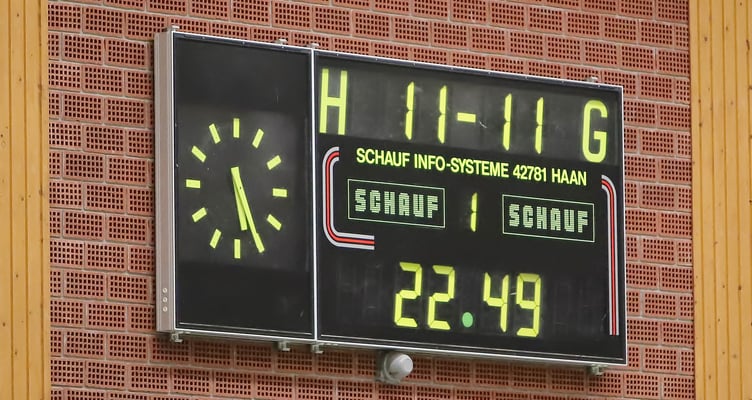 H 11-11 G
SCHAUF INFO-SYSTEME 42781 HAAN
SCHAUF 1 SCHAUF
22.49